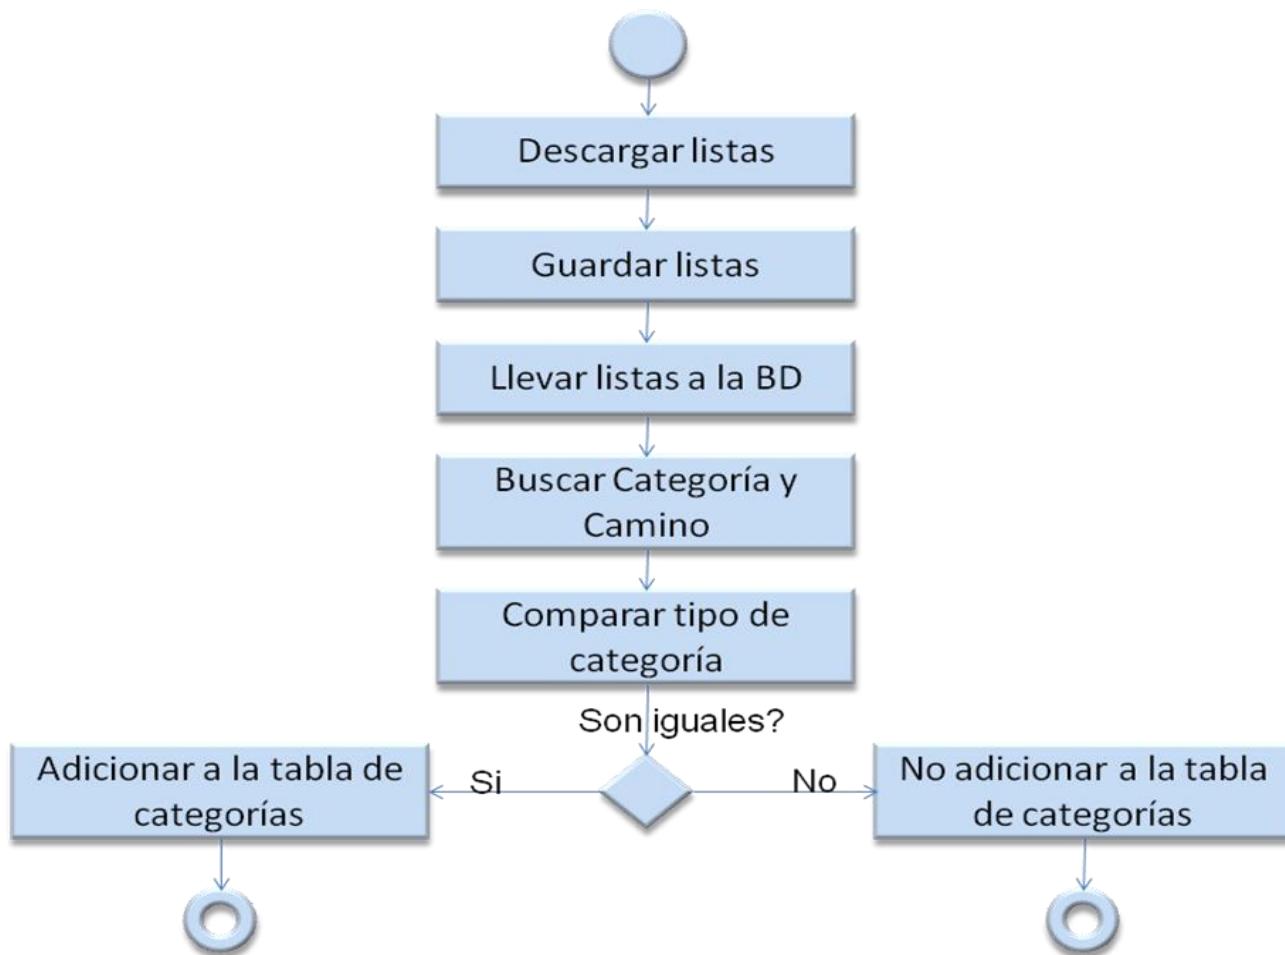 Descargar listas
Guardar listas
Llevar listas a la BD
Buscar Categoría y
Camino
Comparar tipo de
categoría
Son iguales?
Adicionar a la tabla de
categorías
Si
No
No adicionar a la tabla
de categorías